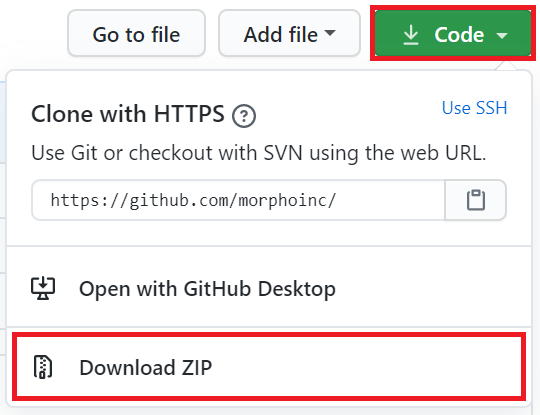 Go to file
Add file
Code
Clone with HTTPS
Use SSH
Use Git or checkout with SVN using the web URL.
https://github.com/morphoinc/
Open with GitHub Desktop
Download ZIP